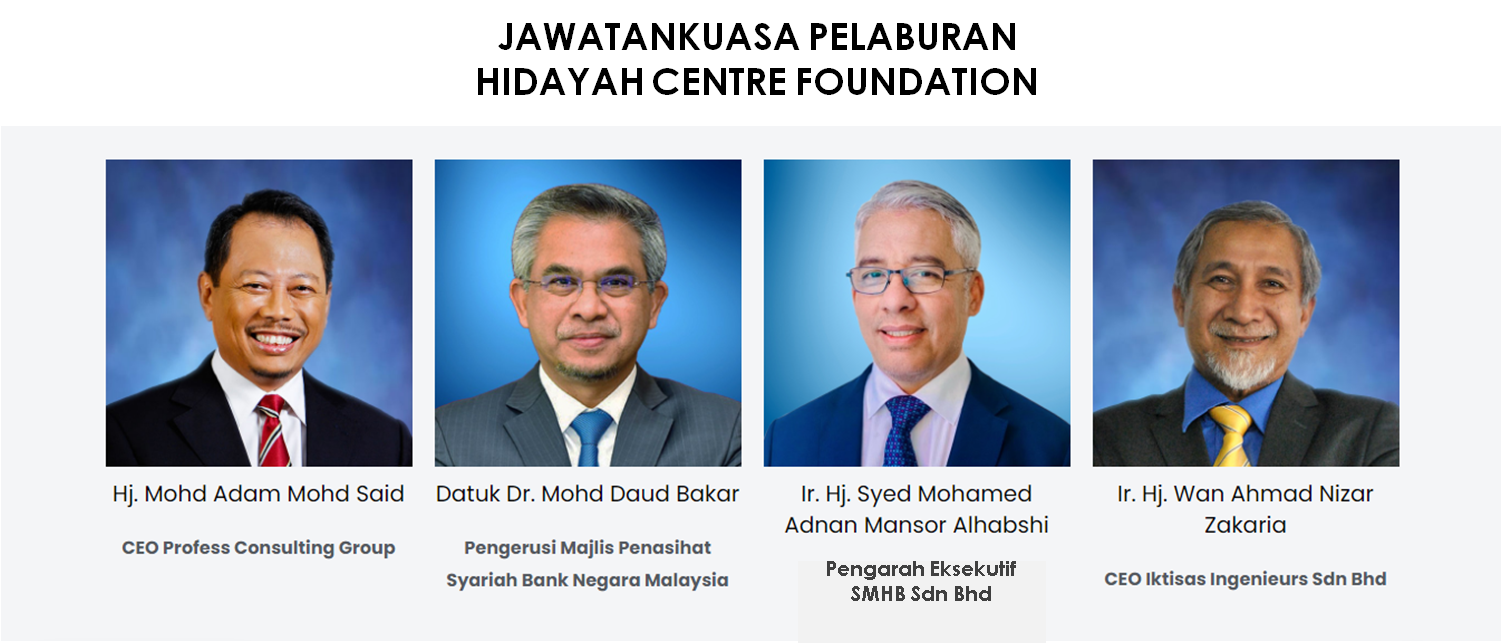 JAWATANKUASA PELABURAN
HIDAYAH CENTRE FOUNDATION
Hj. Mohd Adam Mohd Said
CEO Profess Consulting Group
Datuk Dr. Mohd Daud Bakar
Pengerusi Majlis Penasihat
Syariah Bank Negara Malaysia
Ir. Hj. Syed Mohamed
Adnan Mansor Alhabshi
Pengarah Eksekutif
SMHB Sdn Bhd
Ir. Hj. Wan Ahmad Nizar
Zakaria
CEO Iktisas Ingenieurs Sdn Bhd